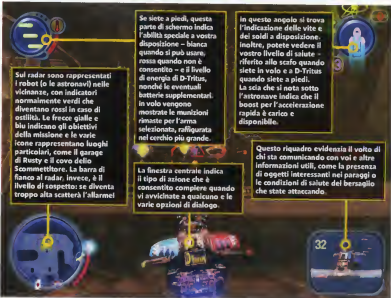 Sul radar sono rappresentati
i robot (o le astronavi) nelle
vicinanze, con indicatori
normalmente verdi che
diventano rossi in caso di
ostilità. Le frecce gialle e
blu indicano gli obiettivi
della missione e le varie
icone rappresentano luoghi
particolari, come il garage
di Rusty e il covo dello
Scommettitore. La barra di
fianco al radar, invece, è il
livello di sospetto: se diventa
troppo alta scatterà l'allarme!
Se siete a piedi, questa
parte di schermo indica
l'abilità speciale a vostra
disposizione – bianca
quando si può usare,
rossa quando non è
consentito – e il livello
di energia di D-Tritus,
nonché le eventuali
batterie supplementari.
In volo vengono
mostrate le munizioni
rimaste per l'arma
selezionata, raffigurata
nel cerchio più grande.
La finestra centrale indica
il tipo di azione che è
consentito compiere quando
vi avvicinate a qualcuno e le
varie opzioni di dialogo.
In questo angolo si trova
l'indicazione delle vite e
dei soldi a disposizione.
Inoltre, potete vedere il
vostro livello di salute –
riferito allo scafo quando
siete in volo e a D-Tritus
quando siete a piedi.
La scia che si nota sotto
l'astronave indica che il
boost per l'accelerazione
rapida è carico e
disponibile.
Questo riquadro evidenzia il volto di
chi sta comunicando con voi e altre
informazioni utili, come la presenza
di oggetti interessanti nei paraggi o
le condizioni di salute del bersaglio
che state attaccando.
32